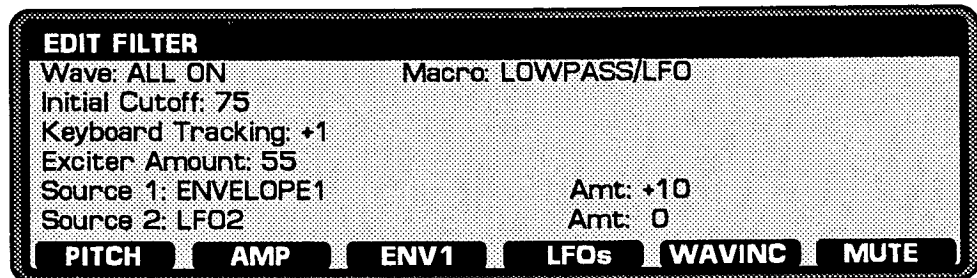 EDIT FILTER
Wave: ALL ON Macro: LOWPASS/LFO
Initial Cutoff: 75
Keyboard Tracking: +1
Exciter Amount: 55
Source 1: ENVELOPE1 Amt: +10
Source 2: LFO2 Amt: 0
PITCH AMP ENV1 LFOs WAVINC MUTE